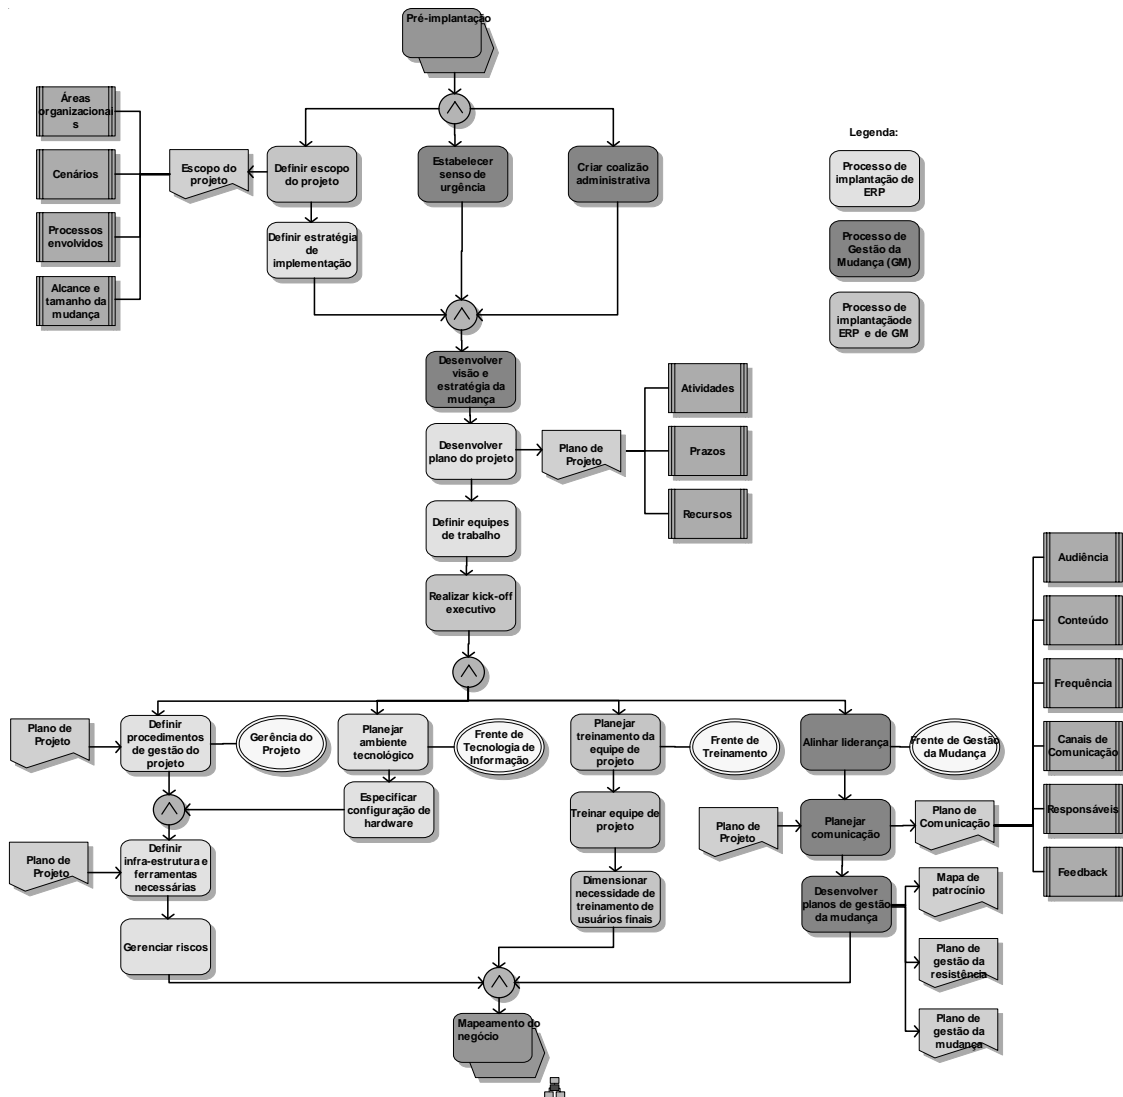 Pré-implantação
Áreas
organizacionai
s
Cenários
Processos
envolvidos
Alcance e
tamanho da
mudança
Escopo do
projeto
Definir escopo
do projeto
Estabelecer
senso de
urgência
Criar coalizão
administrativa
Definir estratégia
de
implementação
Legenda:
Processo de
implantação de
ERP
Processo de
Gestão da
Mudança (GM)
Processo de
implantaçãode
ERP e de GM
Desenvolver
visão e
estratégia da
mudança
Desenvolver
plano do projeto
Plano de
Projeto
Atividades
Prazos
Recursos
Definir equipes
de trabalho
Realizar kick-off
executivo
Audiência
Conteúdo
Frequência
Canais de
Comunicação
Responsáveis
Feedback
Plano de
Projeto
Definir
procedimentos
de gestão do
projeto
Gerência do
Projeto
Planejar
ambiente
tecnológico
Frente de
Tecnologia de
Informação
Planejar
treinamento da
equipe de
projeto
Frente de
Treinamento
Alinhar liderança
Frente de Gestão
da Mudança
Especificar
configuração de
hardware
Treinar equipe de
projeto
Plano de
Projeto
Planejar
comunicação
Plano de
Comunicação
Plano de
Projeto
Definir
infra-estrutura e
ferramentas
necessárias
Dimensionar
necessidade de
treinamento de
usuários finais
Desenvolver
planos de gestão
da mudança
Mapa de
patrocínio
Gerenciar riscos
Plano de
gestão da
resistência
Plano de
gestão da
mudança
Mapeamento do
negócio